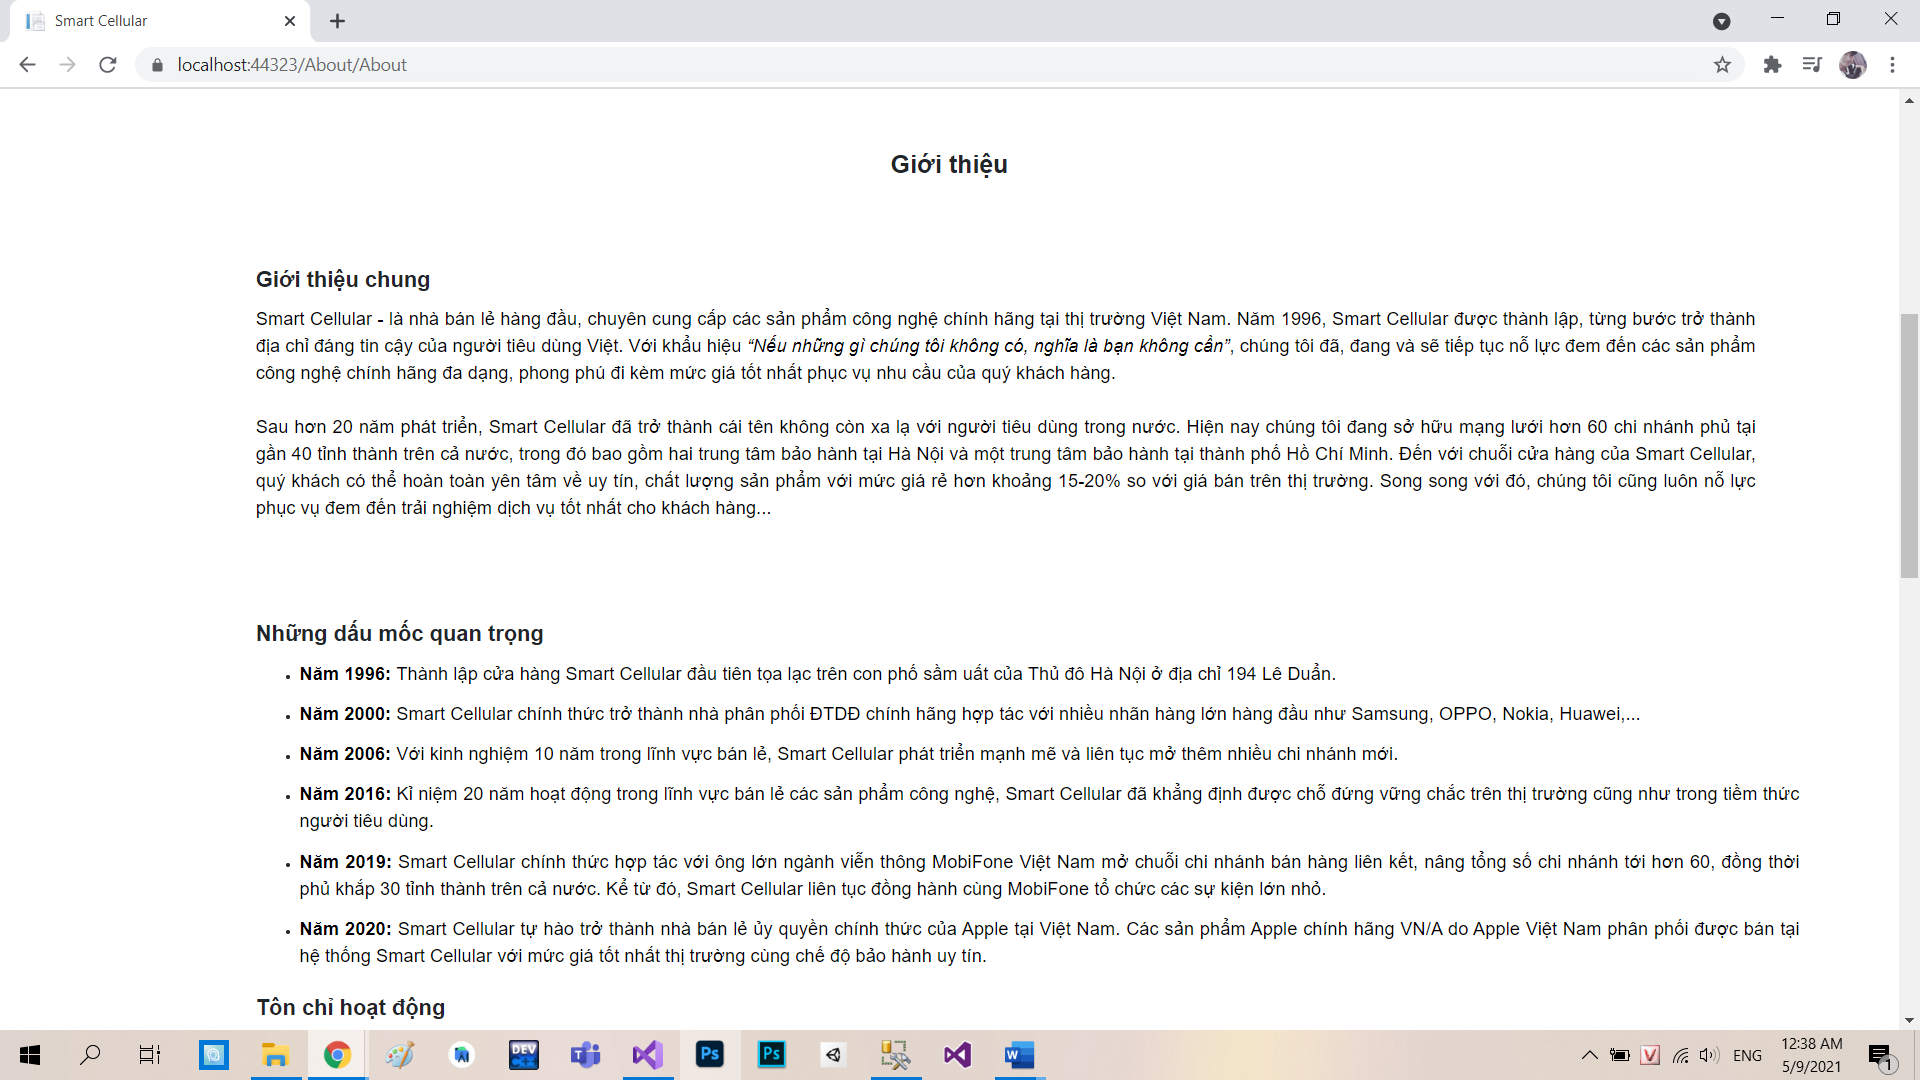 Smart Cellular
localhost:44323/About/About
Giới thiệu
Giới thiệu chung
Smart Cellular - là nhà bán lẻ hàng đầu, chuyên cung cấp các sản phẩm công nghệ chính hãng tại thị trường Việt Nam. Năm 1996, Smart Cellular được thành lập, từng bước trở thành
địa chỉ đáng tin cậy của người tiêu dùng Việt. Với khẩu hiệu “Nếu những gì chúng tôi không có, nghĩa là bạn không cần”, chúng tôi đã, đang và sẽ tiếp tục nỗ lực đem đến các sản phẩm
công nghệ chính hãng đa dạng, phong phú đi kèm mức giá tốt nhất phục vụ nhu cầu của quý khách hàng.
Sau hơn 20 năm phát triển, Smart Cellular đã trở thành cái tên không còn xa lạ với người tiêu dùng trong nước. Hiện nay chúng tôi đang sở hữu mạng lưới hơn 60 chi nhánh phủ tại
gần 40 tỉnh thành trên cả nước, trong đó bao gồm hai trung tâm bảo hành tại Hà Nội và một trung tâm bảo hành tại thành phố Hồ Chí Minh. Đến với chuỗi cửa hàng của Smart Cellular,
quý khách có thể hoàn toàn yên tâm về uy tín, chất lượng sản phẩm với mức giá rẻ hơn khoảng 15-20% so với giá bán trên thị trường. Song song với đó, chúng tôi cũng luôn nỗ lực
phục vụ đem đến trải nghiệm dịch vụ tốt nhất cho khách hàng...
Những dấu mốc quan trọng
• Năm 1996: Thành lập cửa hàng Smart Cellular đầu tiên tọa lạc trên con phố sầm uất của Thủ đô Hà Nội ở địa chỉ 194 Lê Duẩn.
• Năm 2000: Smart Cellular chính thức trở thành nhà phân phối ĐTDĐ chính hãng hợp tác với nhiều nhãn hàng lớn hàng đầu như Samsung, OPPO, Nokia, Huawei,...
• Năm 2006: Với kinh nghiệm 10 năm trong lĩnh vực bán lẻ, Smart Cellular phát triển mạnh mẽ và liên tục mở thêm nhiều chi nhánh mới.
• Năm 2016: Kỉ niệm 20 năm hoạt động trong lĩnh vực bán lẻ các sản phẩm công nghệ, Smart Cellular đã khẳng định được chỗ đứng vững chắc trên thị trường cũng như trong tiềm thức
người tiêu dùng.
• Năm 2019: Smart Cellular chính thức hợp tác với ông lớn ngành viễn thông MobiFone Việt Nam mở chuỗi chi nhánh bán hàng liên kết, nâng tổng số chi nhánh tới hơn 60, đồng thời
phủ khắp 30 tỉnh thành trên cả nước. Kể từ đó, Smart Cellular liên tục đồng hành cùng MobiFone tổ chức các sự kiện lớn nhỏ.
• Năm 2020: Smart Cellular tự hào trở thành nhà bán lẻ ủy quyền chính thức của Apple tại Việt Nam. Các sản phẩm Apple chính hãng VN/A do Apple Việt Nam phân phối được bán tại
hệ thống Smart Cellular với mức giá tốt nhất thị trường cùng chế độ bảo hành uy tín.
Tôn chỉ hoạt động
DEV C++
Ps
Ps
W
V
ENG
12:38 AM
5/9/2021
1